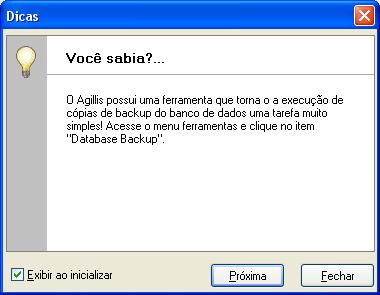 Dicas
Você sabia?...
O Agillis possui uma ferramenta que torna o a execução de
cópias de backup do banco de dados uma tarefa muito
simples! Acesse o menu ferramentas e clique no item
"Database Backup".
Exibir ao inicializar
Próxima
Fechar